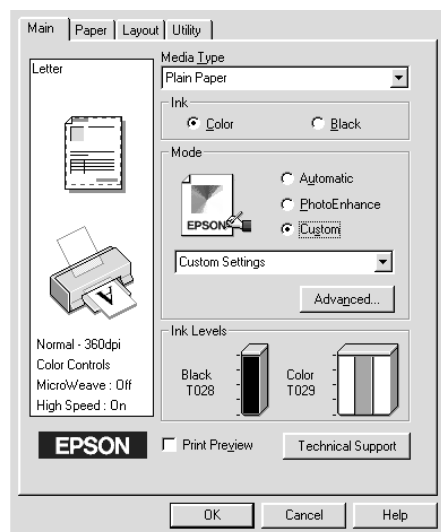 Main Paper Layout Utility
Letter
Media Type
Plain Paper
Ink
Color Black
Mode
EPSON
Automatic
PhotoEnhance
Custom
Custom Settings
Advanced...
A
Normal - 360dpi
Color Controls
MicroWeave : Off
High Speed : On
Ink Levels
Black
T028
Color
T029
EPSON
Print Preview
Technical Support
OK Cancel Help